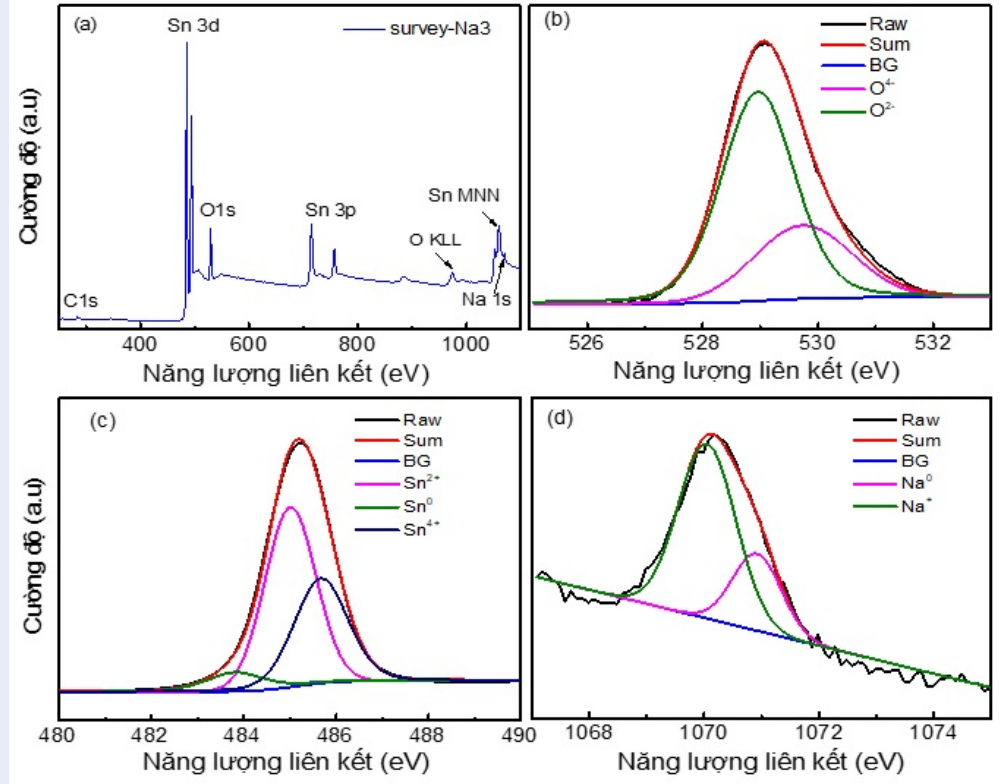 (a)
Sn 3d
survey-Na3
O1s
Sn 3p
Sn MNN
O KLL
C1s
Na 1s
400 600 800 1000
Năng lượng liên kết (eV)
Cường độ (a.u)
(b)
Raw
Sum
BG
O⁴⁻
O²⁻
526 528 530 532
Năng lượng liên kết (eV)
(c)
Raw
Sum
BG
Sn²⁺
Sn⁰
Sn⁴⁺
480 482 484 486 488 490
Năng lượng liên kết (eV)
Cường độ (a.u)
(d)
Raw
Sum
BG
Na⁰
Na⁺
1068 1070 1072 1074
Năng lượng liên kết (eV)